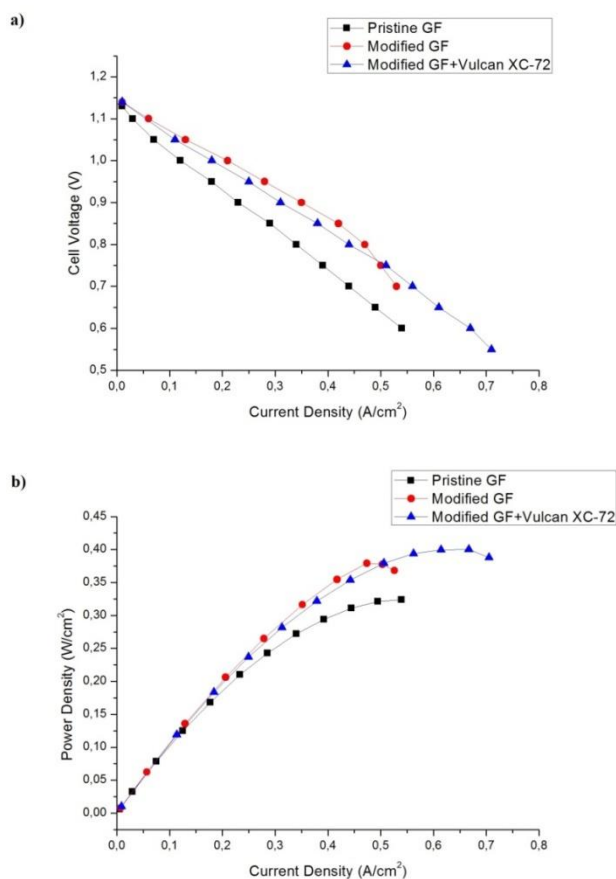 a)
Pristine GF
Modified GF
Modified GF+Vulcan XC-72
1,2
1,1
1,0
0,9
0,8
0,7
0,6
0,5
Cell Voltage (V)
0,0 0,1 0,2 0,3 0,4 0,5 0,6 0,7 0,8
Current Density (A/cm²)
b)
Pristine GF
Modified GF
Modified GF+Vulcan XC-72
0,45
0,40
0,35
0,30
0,25
0,20
0,15
0,10
0,05
0,00
Power Density (W/cm²)
0,0 0,1 0,2 0,3 0,4 0,5 0,6 0,7 0,8
Current Density (A/cm²)